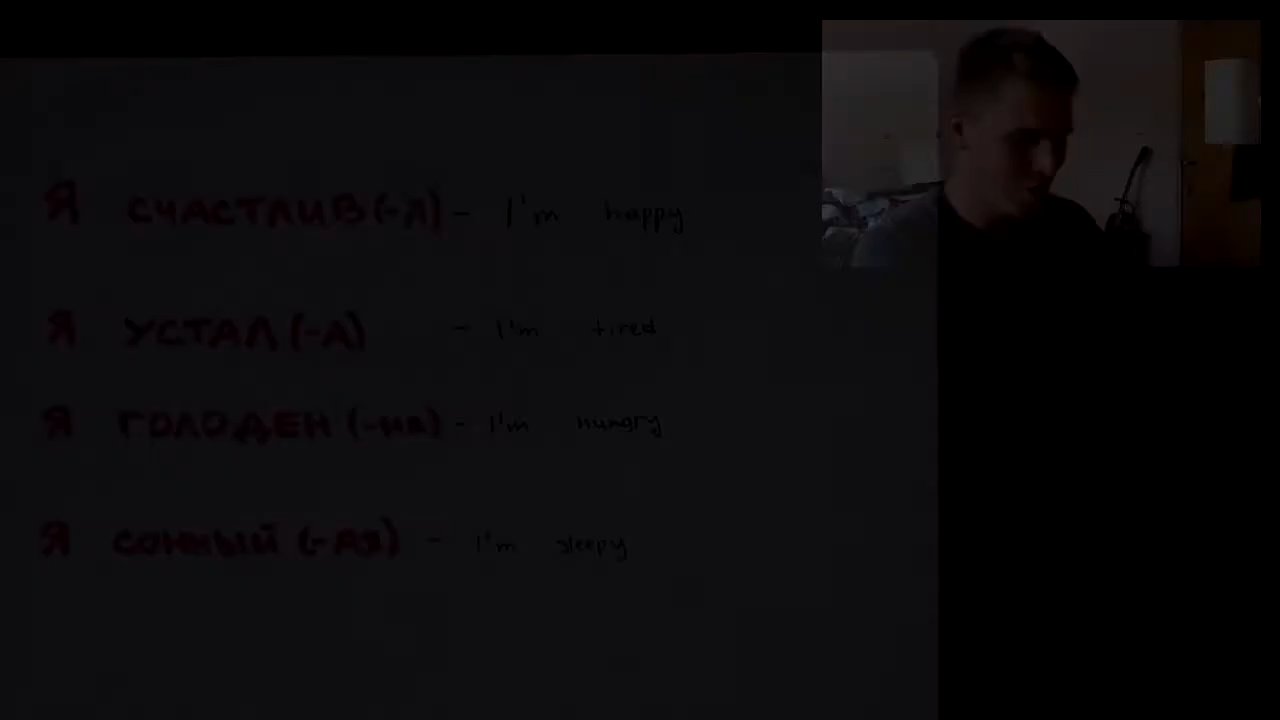 Я СЧАСТЛИВ (-А) - I'm happy
Я УСТАЛ (-А) - I'm tired
Я ГОЛОДЕН (-НА) - I'm hungry
Я СОННЫЙ (-АЯ) - I'm sleepy